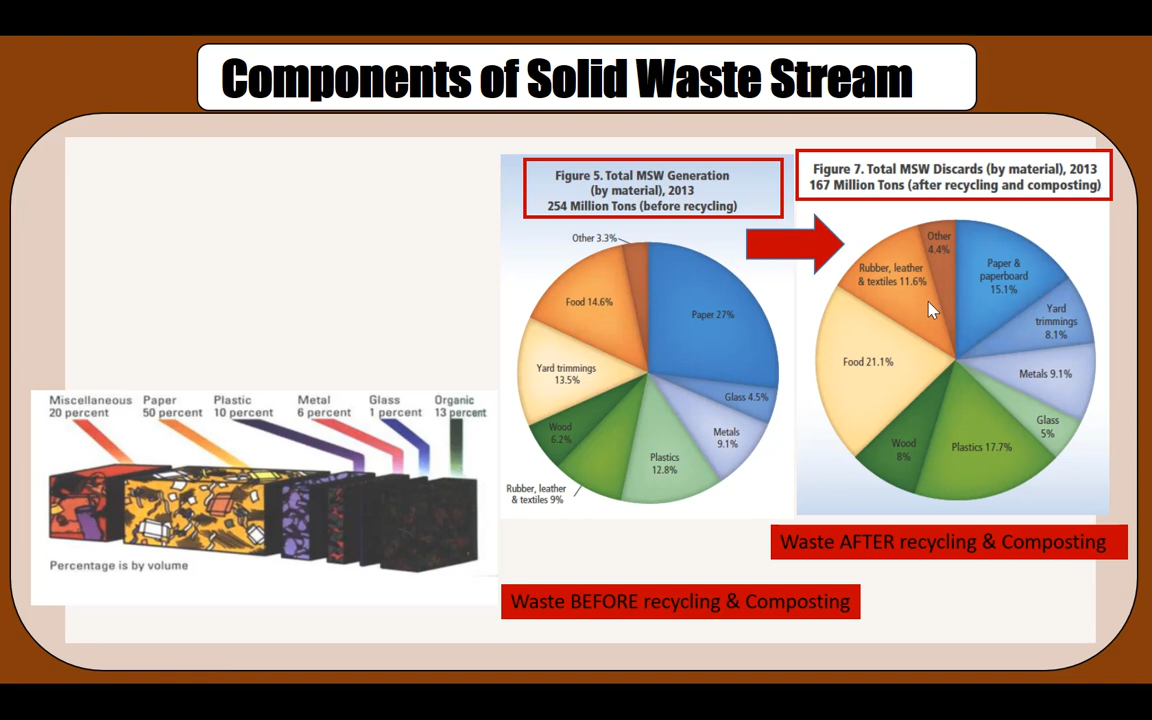 Components of Solid Waste Stream
Miscellaneous
20 percent
Paper
50 percent
Plastic
10 percent
Metal
6 percent
Glass
1 percent
Organic
13 percent
Percentage is by volume
Figure 5. Total MSW Generation
(by material), 2013
254 Million Tons (before recycling)
Other 3.3%
Paper 27%
Glass 4.5%
Metals
9.1%
Plastics
12.8%
Rubber, leather
& textiles 9%
Wood
6.2%
Yard trimmings
13.5%
Food 14.6%
Waste BEFORE recycling & Composting
Figure 7. Total MSW Discards (by material), 2013
167 Million Tons (after recycling and composting)
Other
4.4%
Paper &
paperboard
15.1%
Yard
trimmings
8.1%
Metals 9.1%
Glass
5%
Plastics 17.7%
Wood
8%
Food 21.1%
Rubber, leather
& textiles 11.6%
Waste AFTER recycling & Composting